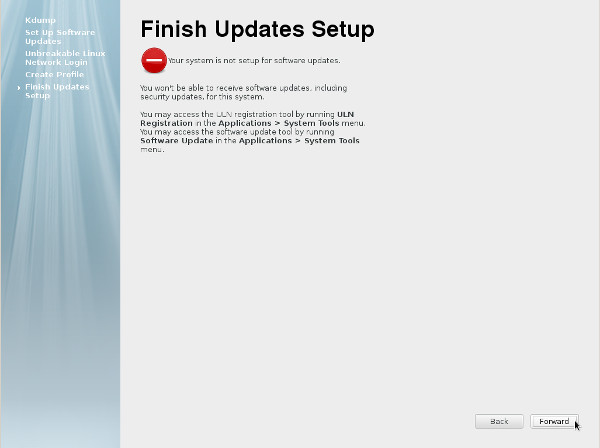 Kdump
Set Up Software
Updates
Unbreakable Linux
Network Login
Create Profile
Finish Updates
Setup
Finish Updates Setup
Your system is not setup for software updates.
You won't be able to receive software updates, including
security updates, for this system.
You may access the ULN registration tool by running ULN
Registration in the Applications > System Tools menu.
You may access the software update tool by running
Software Update in the Applications > System Tools
menu.
Back
Forward